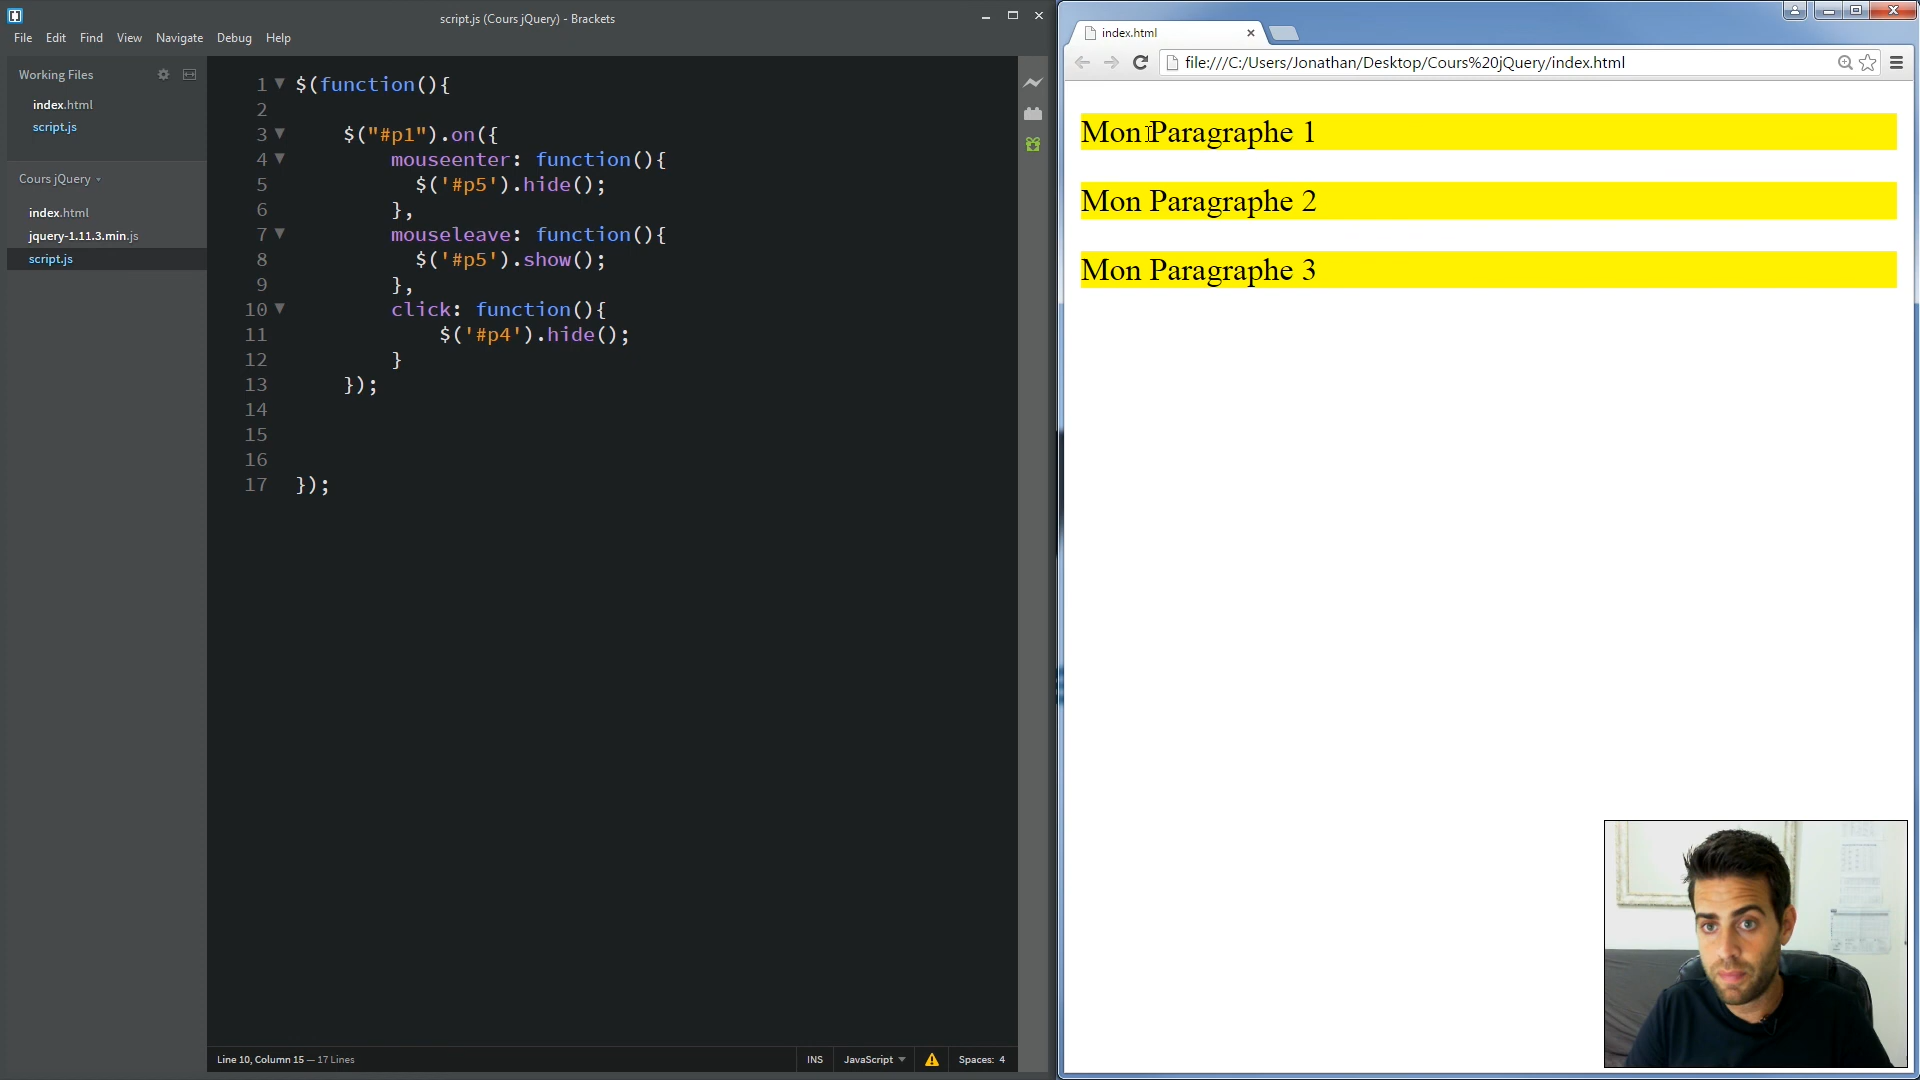 script.js (Cours jQuery) - Brackets
File Edit Find View Navigate Debug Help
Working Files
index.html
script.js
Cours jQuery
index.html
jquery-1.11.3.min.js
script.js
1 $(function(){
2
3 $("#p1").on({
4 mouseenter: function(){
5 $('#p5').hide();
6 },
7 mouseleave: function(){
8 $('#p5').show();
9 },
10 click: function(){
11 $('#p4').hide();
12 }
13 });
14
15
16
17 });
Line 10, Column 15 — 17 Lines
INS JavaScript Spaces: 4
index.html
file:///C:/Users/Jonathan/Desktop/Cours%20jQuery/index.html
Mon Paragraphe 1
Mon Paragraphe 2
Mon Paragraphe 3